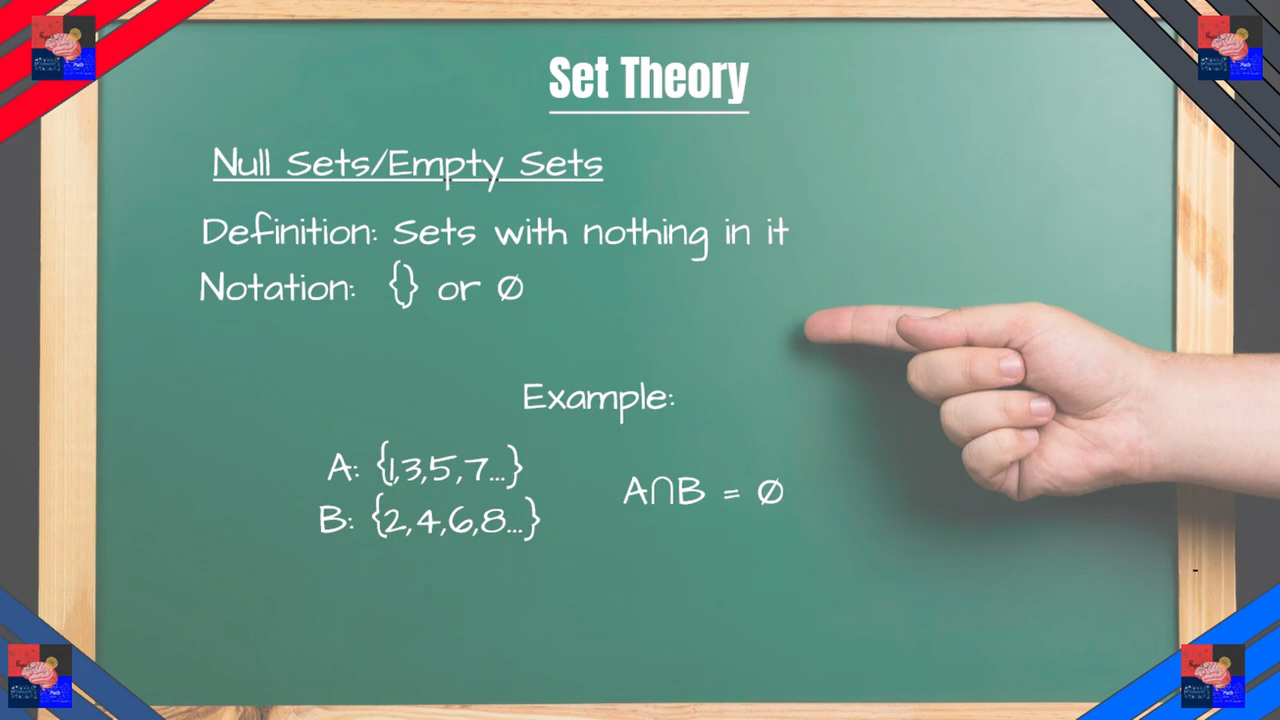 Set Theory
Null Sets/Empty Sets
Definition: Sets with nothing in it
Notation: {} or Ø
Example:
A: {1,3,5,7...}
B: {2,4,6,8...}
A∩B = Ø